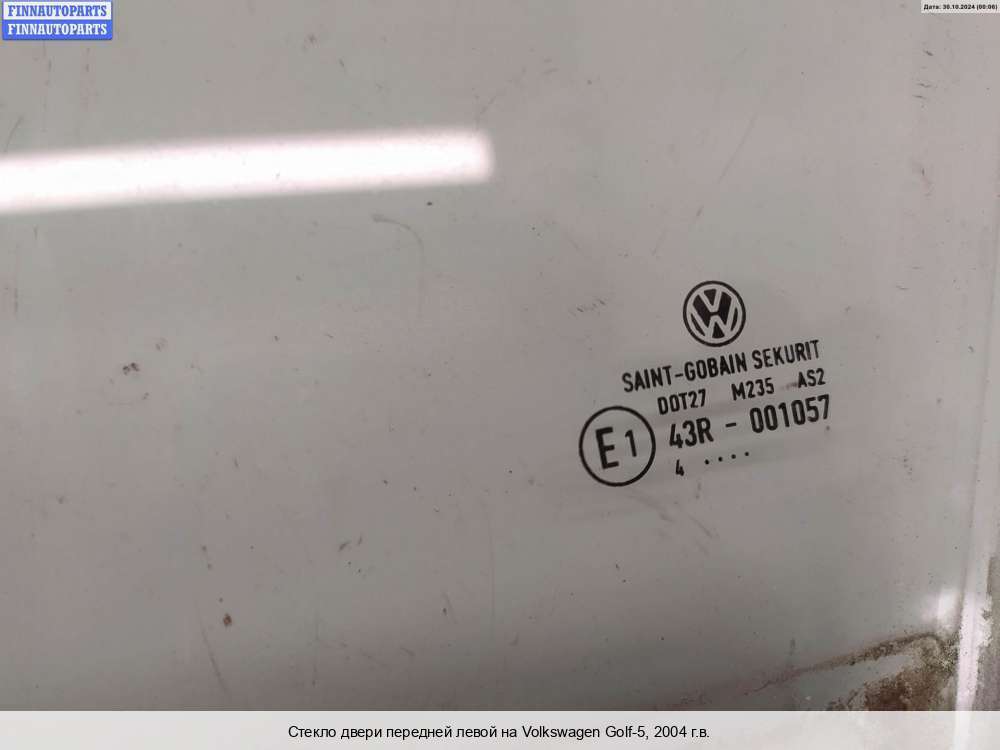 FINNAUTOPARTS
FINNAUTOPARTS
Дата: 30.10.2024 (00:06)
SAINT-GOBAIN SEKURIT
DOT27 M235 AS2
E1 43R - 001057
4 ....
Стекло двери передней левой на Volkswagen Golf-5, 2004 г.в.